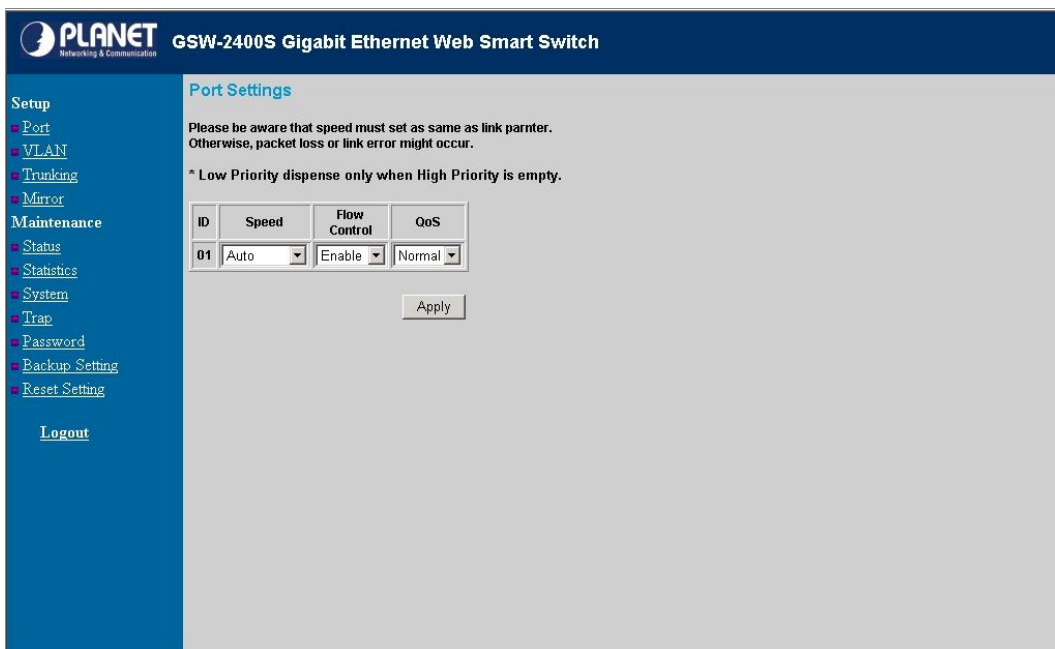 PLANET
Networking & Communication
GSW-2400S Gigabit Ethernet Web Smart Switch
Setup
Port
VLAN
Trunking
Mirror
Maintenance
Status
Statistics
System
Trap
Password
Backup Setting
Reset Setting
Logout
Port Settings
Please be aware that speed must set as same as link parnter.
Otherwise, packet loss or link error might occur.
* Low Priority dispense only when High Priority is empty.
ID Speed Flow Control QoS
01 Auto Enable Normal
Apply